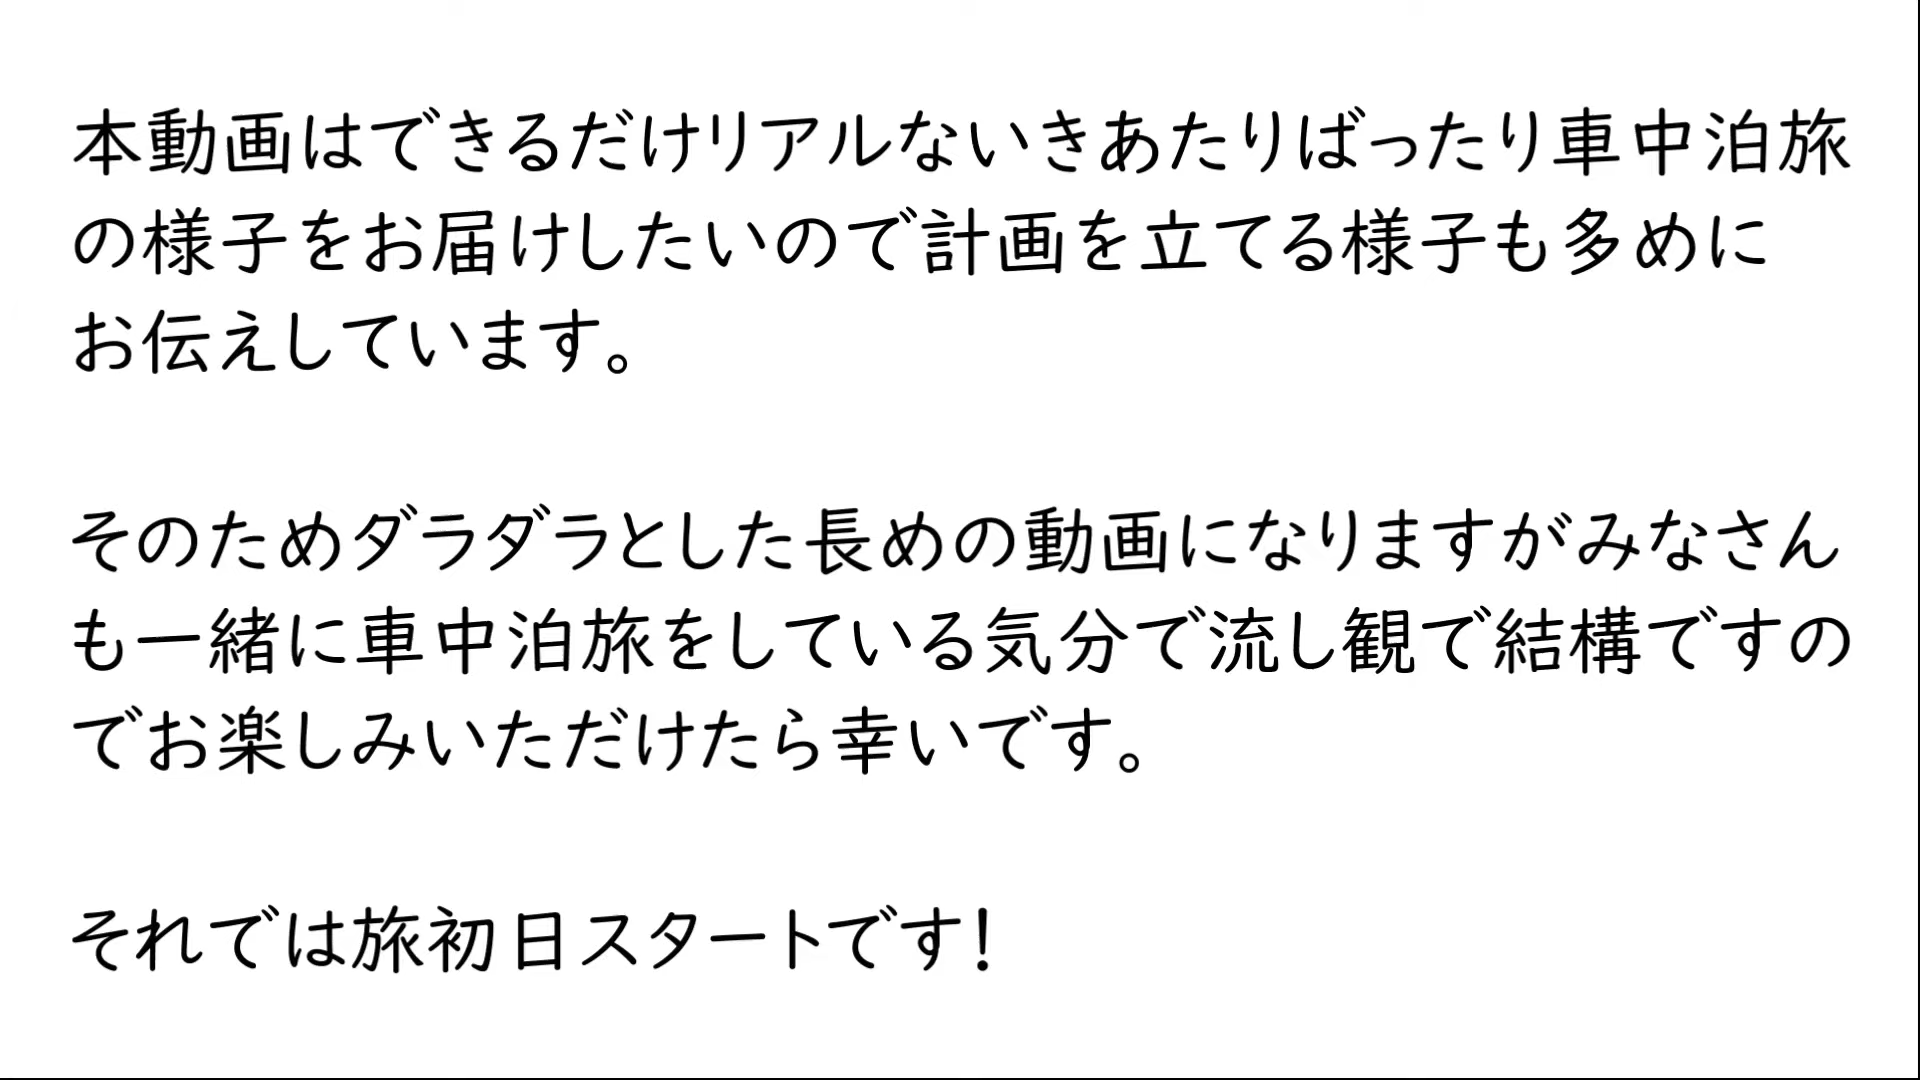 本動画はできるだけリアルないきあたりばったり車中泊旅
の様子をお届けしたいので計画を立てる様子も多めに
お伝えしています。
そのためダラダラとした長めの動画になりますがみなさん
も一緒に車中泊旅をしている気分で流し観で結構ですの
でお楽しみいただけたら幸いです。
それでは旅初日スタートです!